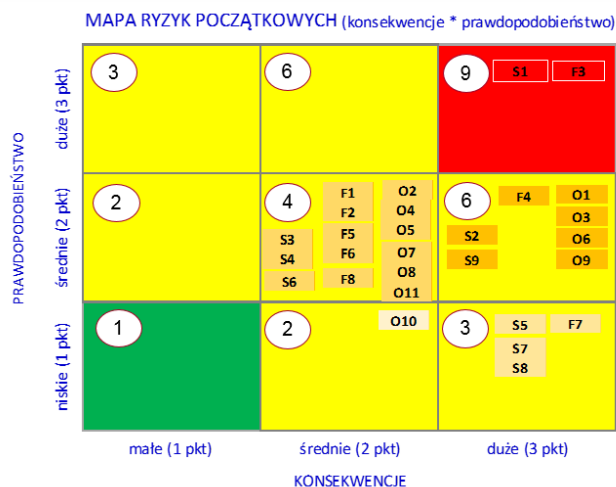 MAPA RYZYK POCZĄTKOWYCH (konsekwencje * prawdopodobieństwo)
PRAWDOPODOBIEŃSTWO
duże (3 pkt)
3
6
9
S1 F3
średnie (2 pkt)
2
4
F1 O2
F2 O4
S3 F5 O5
S4 F6 O7
S6 F8 O8
O11
6
F4 O1
O3
S2 O6
S9 O9
niskie (1 pkt)
1
2
O10
3
S5 F7
S7
S8
małe (1 pkt) średnie (2 pkt) duże (3 pkt)
KONSEKWENCJE